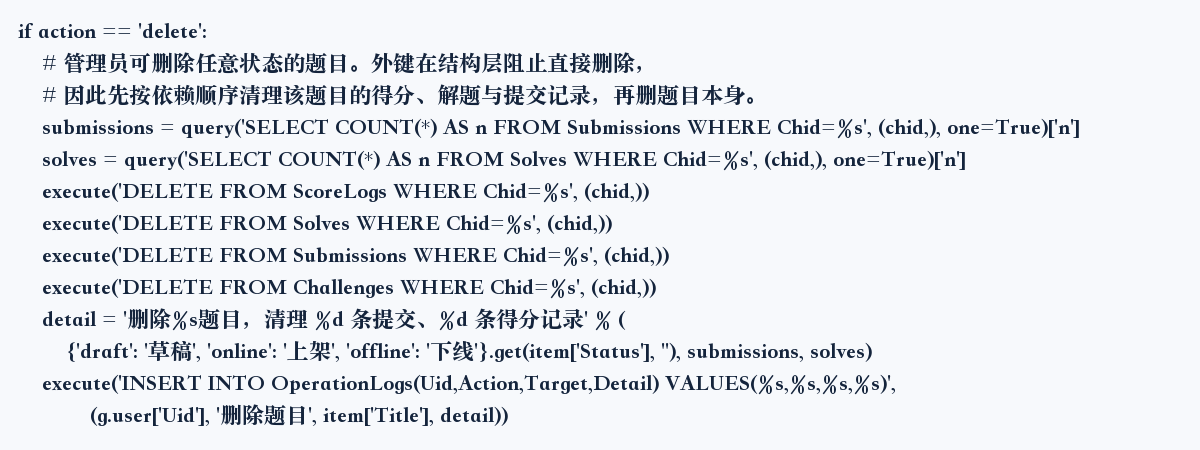 if action == 'delete':
    # 管理员可删除任意状态的题目。外键在结构层阻止直接删除，
    # 因此先按依赖顺序清理该题目的得分、解题与提交记录，再删题目本身。
    submissions = query('SELECT COUNT(*) AS n FROM Submissions WHERE Chid=%s', (chid,), one=True)['n']
    solves = query('SELECT COUNT(*) AS n FROM Solves WHERE Chid=%s', (chid,), one=True)['n']
    execute('DELETE FROM ScoreLogs WHERE Chid=%s', (chid,))
    execute('DELETE FROM Solves WHERE Chid=%s', (chid,))
    execute('DELETE FROM Submissions WHERE Chid=%s', (chid,))
    execute('DELETE FROM Challenges WHERE Chid=%s', (chid,))
    detail = '删除%s题目，清理 %d 条提交、%d 条得分记录' % (
        {'draft': '草稿', 'online': '上架', 'offline': '下线'}.get(item['Status'], ''), submissions, solves)
    execute('INSERT INTO OperationLogs(Uid,Action,Target,Detail) VALUES(%s,%s,%s,%s)',
            (g.user['Uid'], '删除题目', item['Title'], detail))